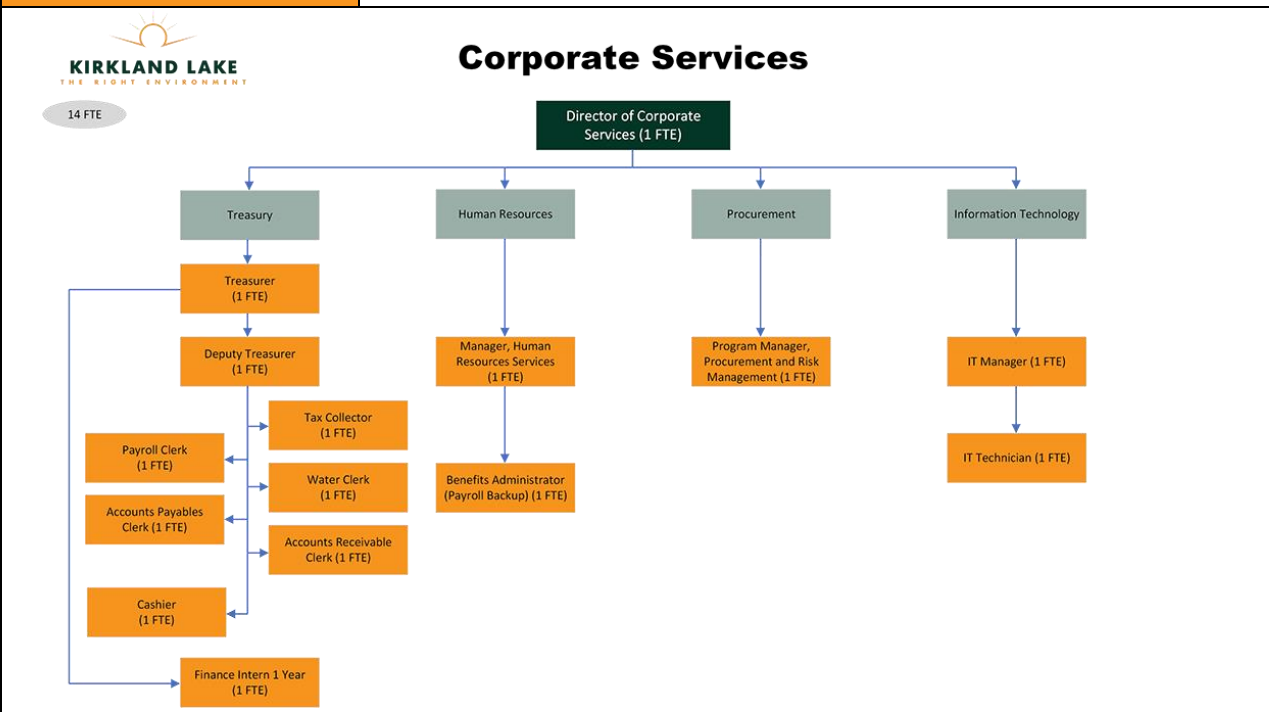 KIRKLAND LAKE
THE RIGHT ENVIRONMENT
Corporate Services
14 FTE
Director of Corporate
Services (1 FTE)
Treasury
Human Resources
Procurement
Information Technology
Treasurer
(1 FTE)
Deputy Treasurer
(1 FTE)
Manager, Human
Resources Services
(1 FTE)
Program Manager,
Procurement and Risk
Management (1 FTE)
IT Manager (1 FTE)
Tax Collector
(1 FTE)
Payroll Clerk
(1 FTE)
Water Clerk
(1 FTE)
Benefits Administrator
(Payroll Backup) (1 FTE)
IT Technician (1 FTE)
Accounts Payables
Clerk (1 FTE)
Accounts Receivable
Clerk (1 FTE)
Cashier
(1 FTE)
Finance Intern 1 Year
(1 FTE)